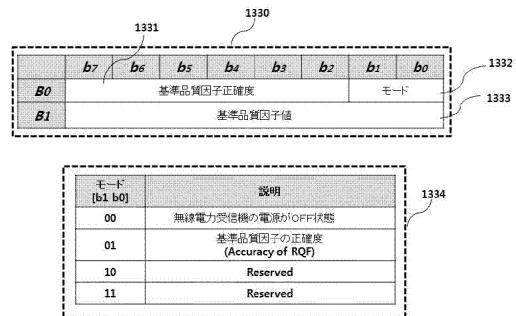 1330
1331
b7 b6 b5 b4 b3 b2 b1 b0
1332
B0 基準品質因子正確度 モード
1333
B1 基準品質因子値
モード
[b1 b0] 説明
1334
00 無線電力受信機の電源がOFF状態
01 基準品質因子の正確度
(Accuracy of RQF)
10 Reserved
11 Reserved